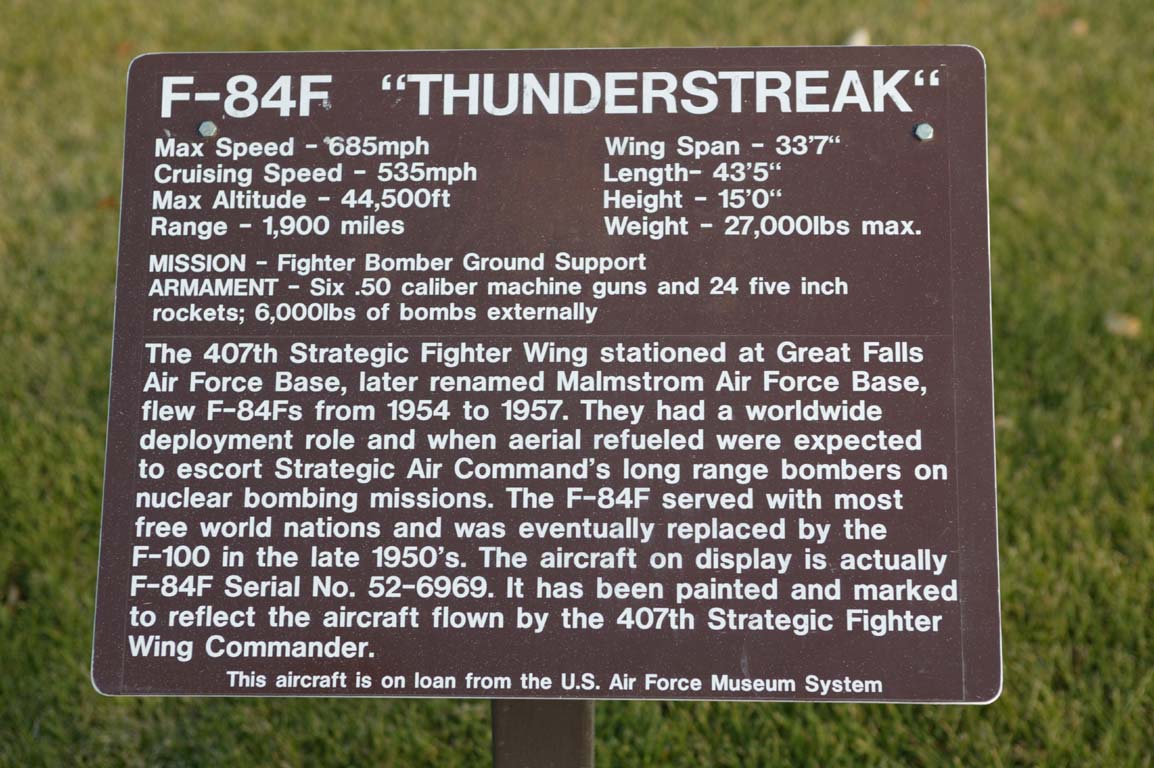 F-84F "THUNDERSTREAK"
Max Speed - 685mph
Cruising Speed - 535mph
Max Altitude - 44,500ft
Range - 1,900 miles
Wing Span - 33'7"
Length- 43'5"
Height - 15'0"
Weight - 27,000lbs max.
MISSION - Fighter Bomber Ground Support
ARMAMENT - Six .50 caliber machine guns and 24 five inch
rockets; 6,000lbs of bombs externally
The 407th Strategic Fighter Wing stationed at Great Falls
Air Force Base, later renamed Malmstrom Air Force Base,
flew F-84Fs from 1954 to 1957. They had a worldwide
deployment role and when aerial refueled were expected
to escort Strategic Air Command's long range bombers on
nuclear bombing missions. The F-84F served with most
free world nations and was eventually replaced by the
F-100 in the late 1950's. The aircraft on display is actually
F-84F Serial No. 52-6969. It has been painted and marked
to reflect the aircraft flown by the 407th Strategic Fighter
Wing Commander.
This aircraft is on loan from the U.S. Air Force Museum System